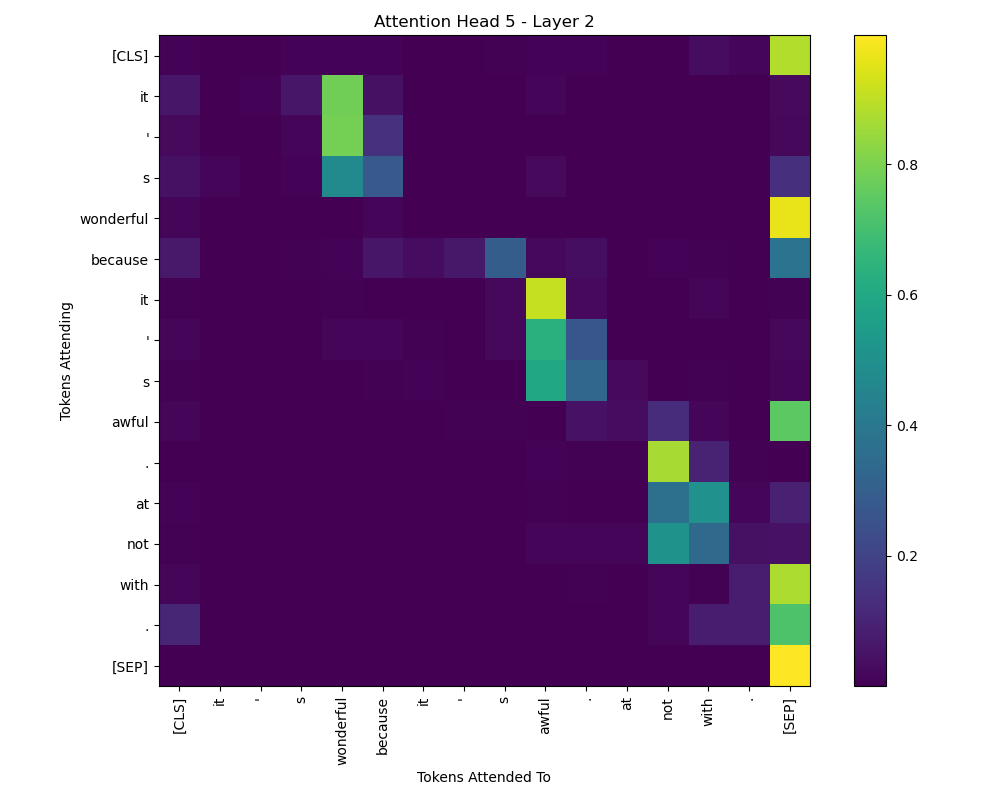 Attention Head 5 - Layer 2
Tokens Attending
[CLS]
it
'
s
wonderful
because
it
'
s
awful
.
at
not
with
.
[SEP]
[CLS]
it
'
s
wonderful
because
it
'
s
awful
.
at
not
with
.
[SEP]
Tokens Attended To
0.8
0.6
0.4
0.2